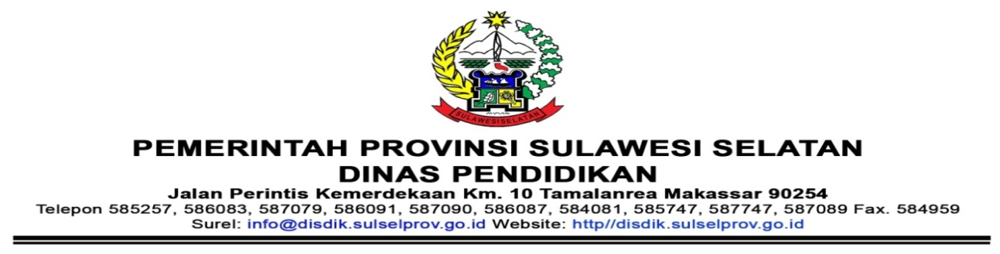 SULAWESI SELATAN
PEMERINTAH PROVINSI SULAWESI SELATAN
DINAS PENDIDIKAN
Jalan Perintis Kemerdekaan Km. 10 Tamalanrea Makassar 90254
Telepon 585257, 586083, 587079, 586091, 587090, 586087, 584081, 585747, 587747, 587089 Fax. 584959
Surel: info@disdik.sulselprov.go.id Website: http//disdik.sulselprov.go.id